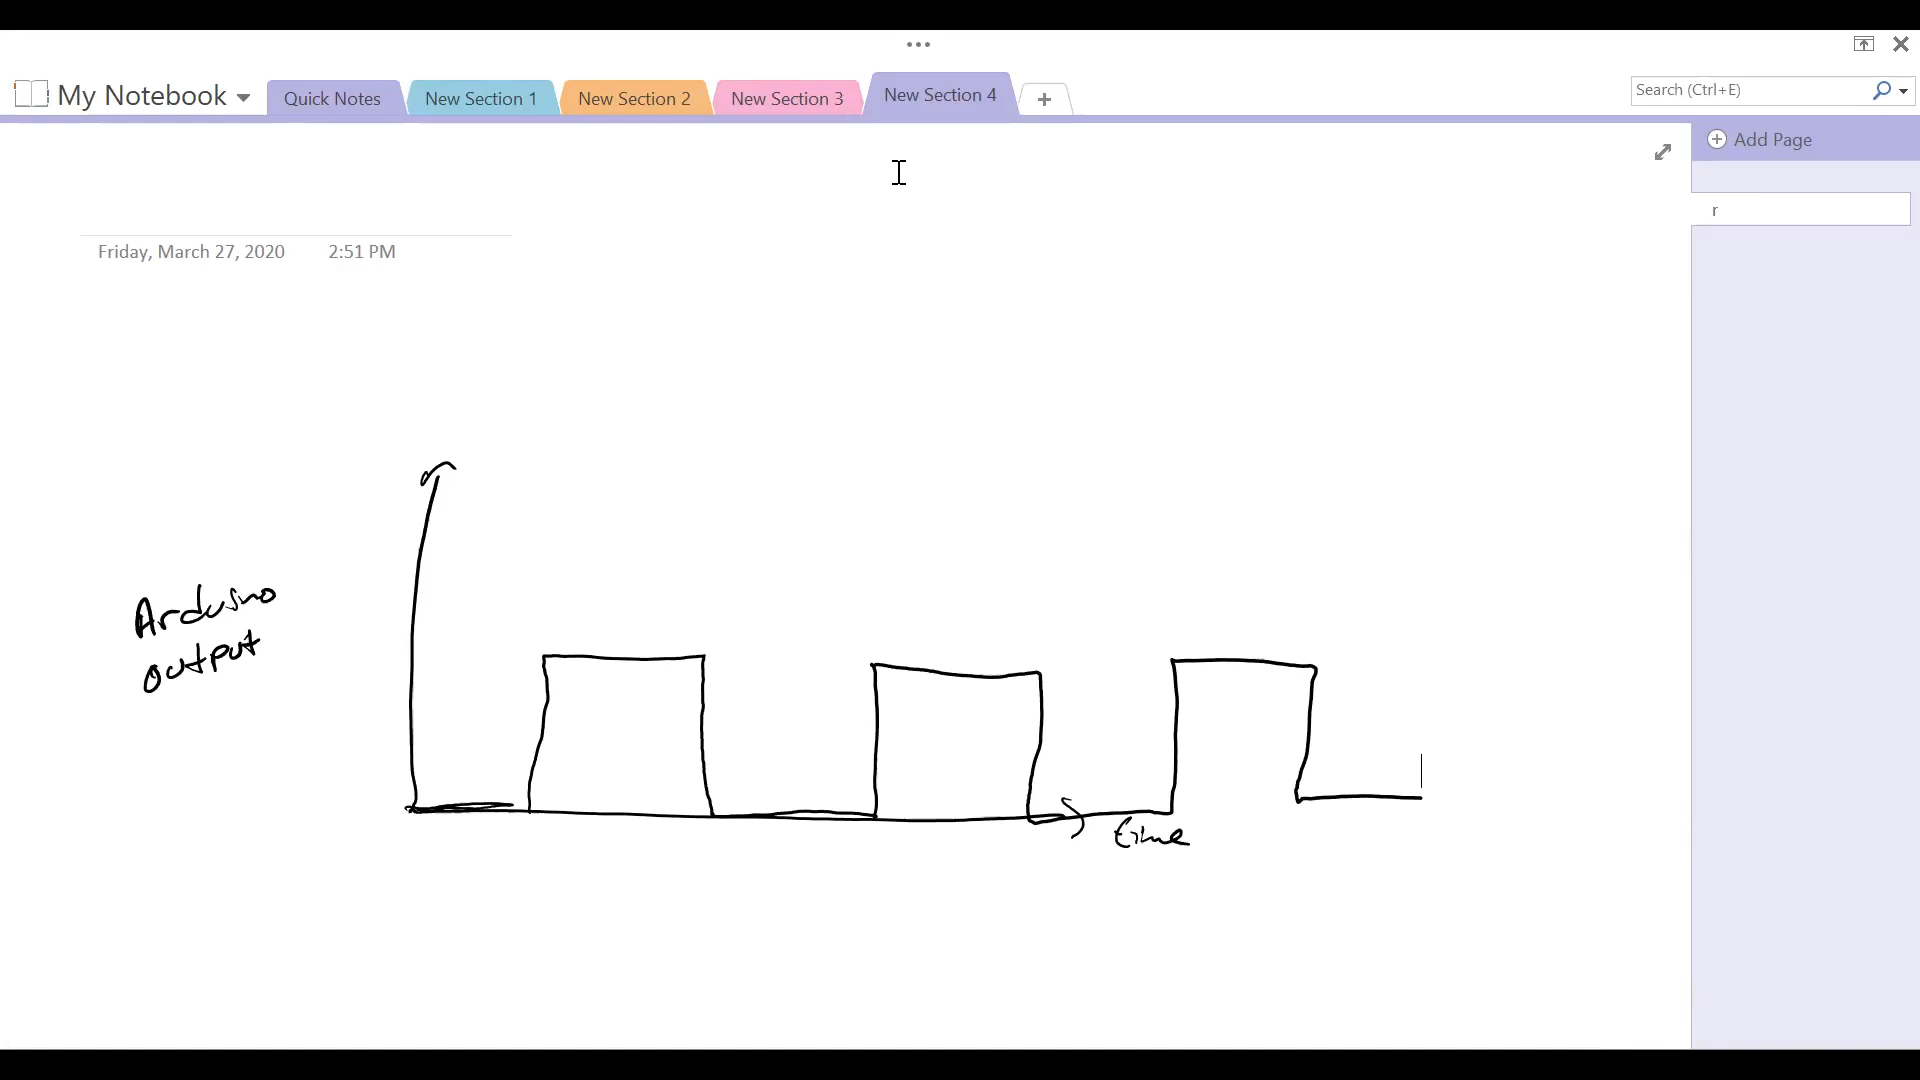 My Notebook
Quick Notes
New Section 1
New Section 2
New Section 3
New Section 4
Search (Ctrl+E)
Add Page
r
Friday, March 27, 2020 2:51 PM
Arduino
output
time